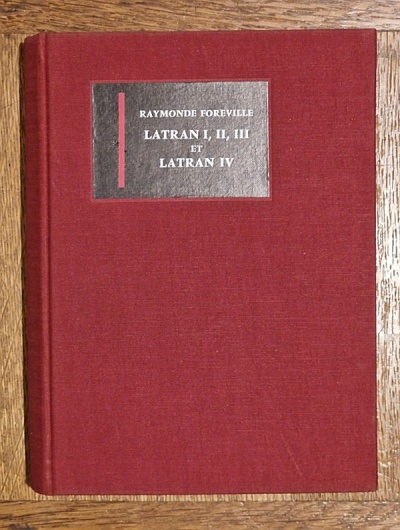 RAYMONDE FOREVILLE
LATRAN I, II, III
ET
LATRAN IV